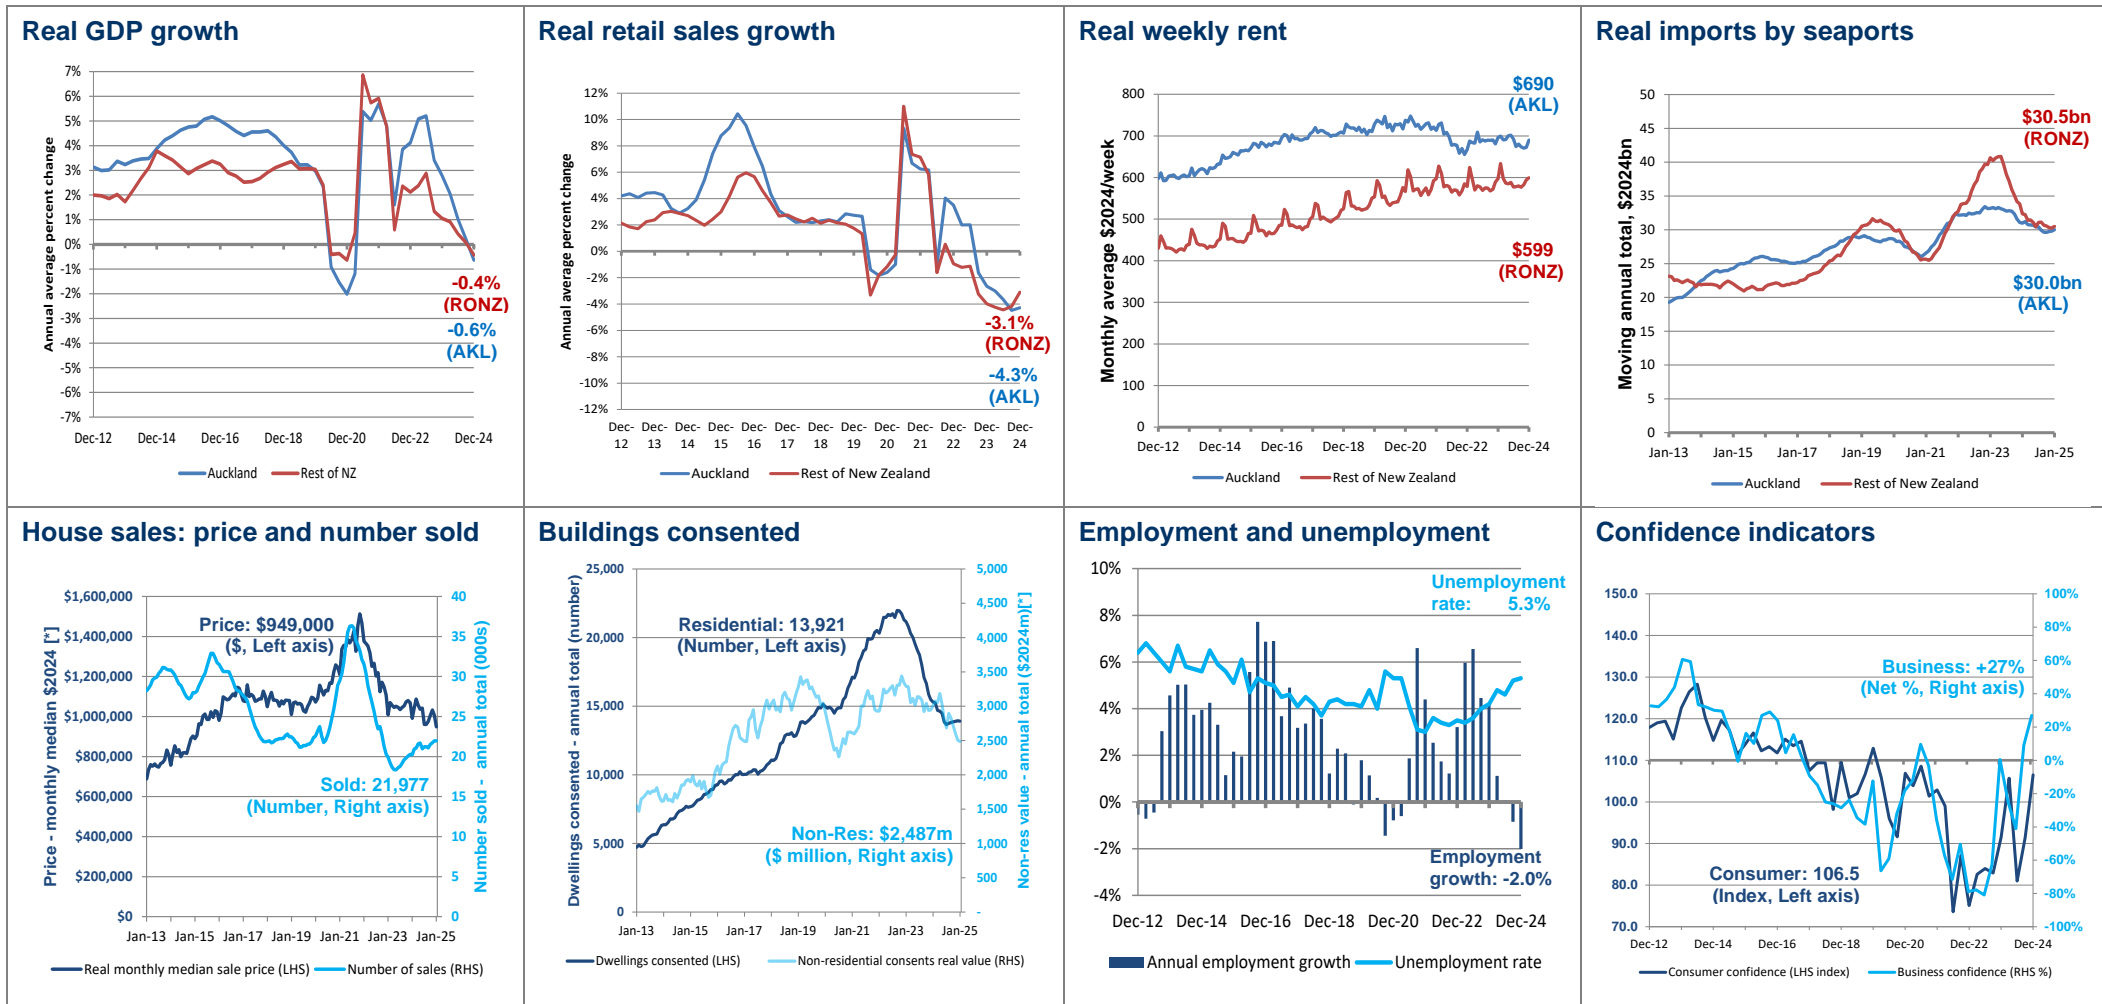 Real GDP growth
Annual average percent change
7%
6%
5%
4%
3%
2%
1%
0%
-1%
-2%
-3%
-4%
-5%
-6%
-7%
-0.4%
(RONZ)
-0.6%
(AKL)
Dec-12 Dec-14 Dec-16 Dec-18 Dec-20 Dec-22 Dec-24
Auckland Rest of NZ
Real retail sales growth
Annual average percent change
12%
10%
8%
6%
4%
2%
0%
-2%
-4%
-6%
-8%
-10%
-12%
-3.1%
(RONZ)
-4.3%
(AKL)
Dec- Dec- Dec- Dec- Dec- Dec- Dec- Dec- Dec- Dec- Dec- Dec- Dec-
12 13 14 15 16 17 18 19 20 21 22 23 24
Auckland Rest of New Zealand
Real weekly rent
Monthly average $2024/week
800
700
600
500
400
300
200
100
0
$690
(AKL)
$599
(RONZ)
Dec-12 Dec-14 Dec-16 Dec-18 Dec-20 Dec-22 Dec-24
Auckland Rest of New Zealand
Real imports by seaports
Moving annual total, $2024bn
50
45
40
35
30
25
20
15
10
5
0
$30.5bn
(RONZ)
$30.0bn
(AKL)
Jan-13 Jan-15 Jan-17 Jan-19 Jan-21 Jan-23 Jan-25
Auckland Rest of New Zealand
House sales: price and number sold
Price - monthly median $2024 [*]
$1,600,000
$1,400,000
$1,200,000
$1,000,000
$800,000
$600,000
$400,000
$200,000
$0
Price: $949,000
($, Left axis)
Sold: 21,977
(Number, Right axis)
40
35
30
25
20
15
10
5
0
Number sold - annual total (000s)
Jan-13 Jan-15 Jan-17 Jan-19 Jan-21 Jan-23 Jan-25
Real monthly median sale price (LHS) Number of sales (RHS)
Buildings consented
Dwellings consented - annual total (number)
25,000
20,000
15,000
10,000
5,000
0
Residential: 13,921
(Number, Left axis)
Non-Res: $2,487m
($ million, Right axis)
5,000
4,500
4,000
3,500
3,000
2,500
2,000
1,500
1,000
500
-
Non-res value - annual total ($2024m)[*]
Jan-13 Jan-15 Jan-17 Jan-19 Jan-21 Jan-23 Jan-25
Dwellings consented (LHS) Non-residential consents real value (RHS)
Employment and unemployment
10%
8%
6%
4%
2%
0%
-2%
-4%
Unemployment
rate: 5.3%
Employment
growth: -2.0%
Dec-12 Dec-14 Dec-16 Dec-18 Dec-20 Dec-22 Dec-24
Annual employment growth Unemployment rate
Confidence indicators
150.0
140.0
130.0
120.0
110.0
100.0
90.0
80.0
70.0
Business: +27%
(Net %, Right axis)
Consumer: 106.5
(Index, Left axis)
100%
80%
60%
40%
20%
0%
-20%
-40%
-60%
-80%
-100%
Dec-12 Dec-14 Dec-16 Dec-18 Dec-20 Dec-22 Dec-24
Consumer confidence (LHS index) Business confidence (RHS %)